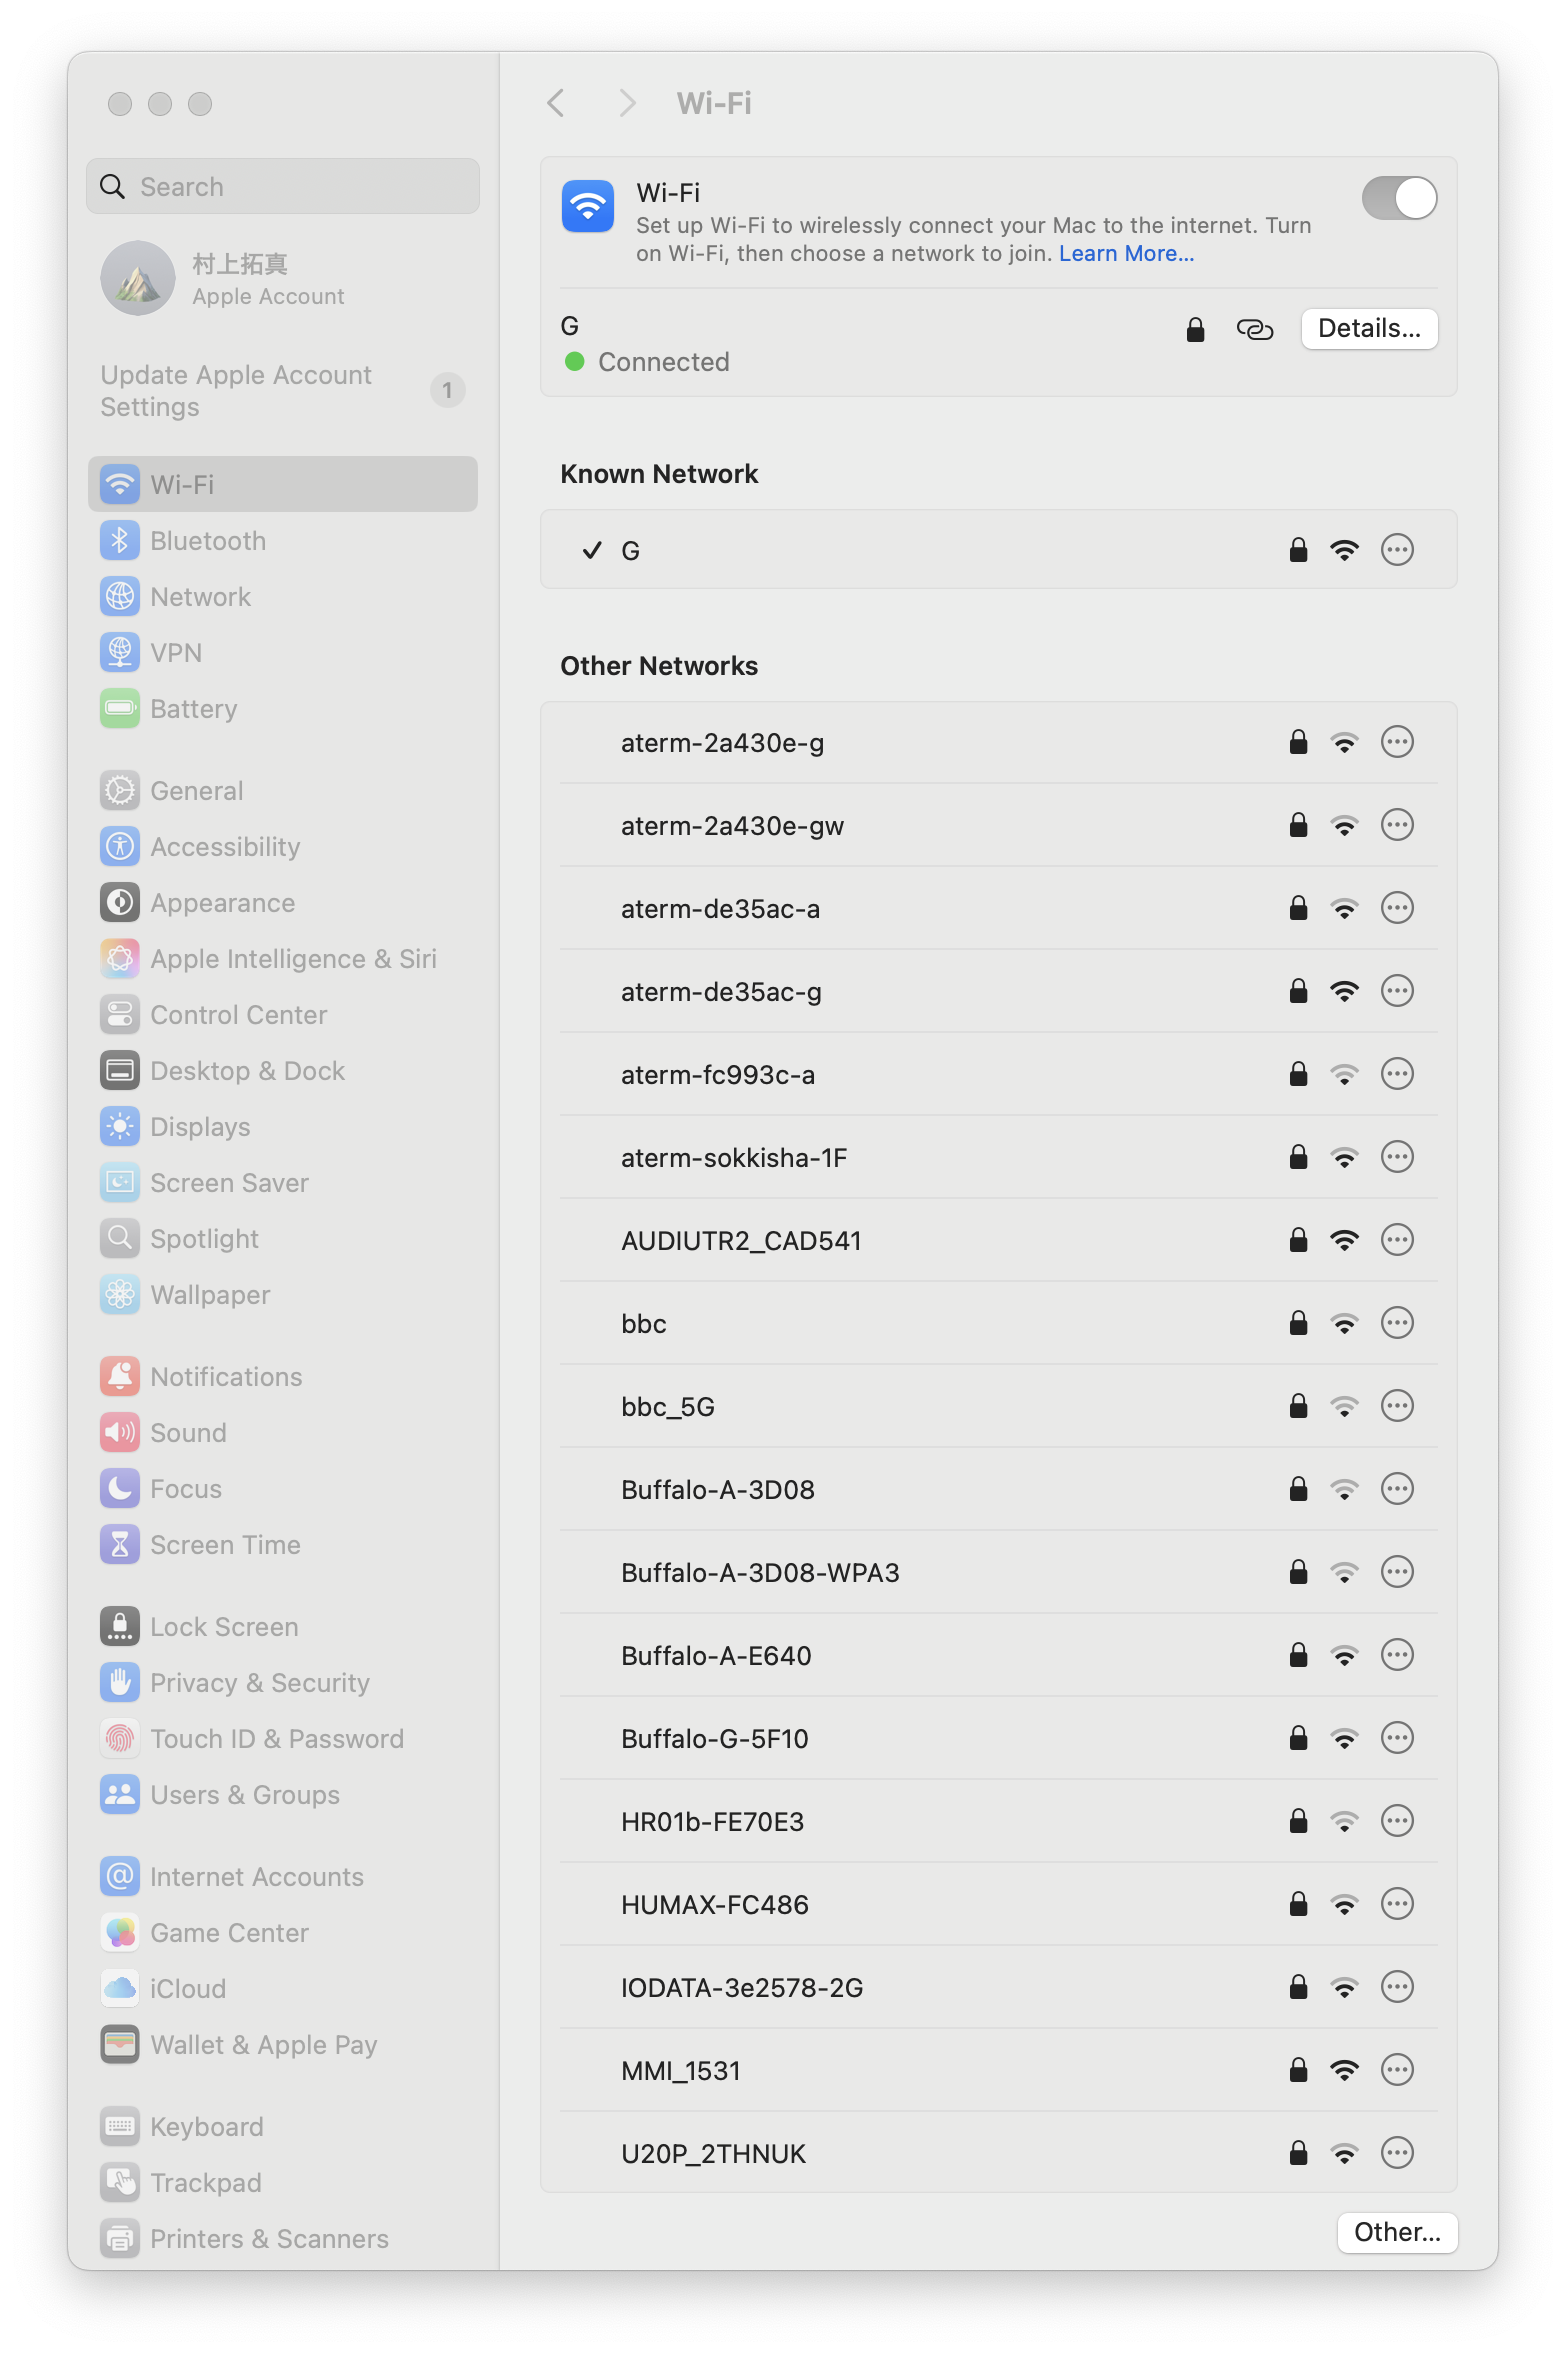 Search
村上拓真
Apple Account
Update Apple Account
Settings
1
Wi-Fi
Bluetooth
Network
VPN
Battery
General
Accessibility
Appearance
Apple Intelligence & Siri
Control Center
Desktop & Dock
Displays
Screen Saver
Spotlight
Wallpaper
Notifications
Sound
Focus
Screen Time
Lock Screen
Privacy & Security
Touch ID & Password
Users & Groups
Internet Accounts
Game Center
iCloud
Wallet & Apple Pay
Keyboard
Trackpad
Printers & Scanners
Wi-Fi
Wi-Fi
Set up Wi-Fi to wirelessly connect your Mac to the internet. Turn
on Wi-Fi, then choose a network to join. Learn More...
G
Connected
Details...
Known Network
G
Other Networks
aterm-2a430e-g
aterm-2a430e-gw
aterm-de35ac-a
aterm-de35ac-g
aterm-fc993c-a
aterm-sokkisha-1F
AUDIUTR2_CAD541
bbc
bbc_5G
Buffalo-A-3D08
Buffalo-A-3D08-WPA3
Buffalo-A-E640
Buffalo-G-5F10
HR01b-FE70E3
HUMAX-FC486
IODATA-3e2578-2G
MMI_1531
U20P_2THNUK
Other...